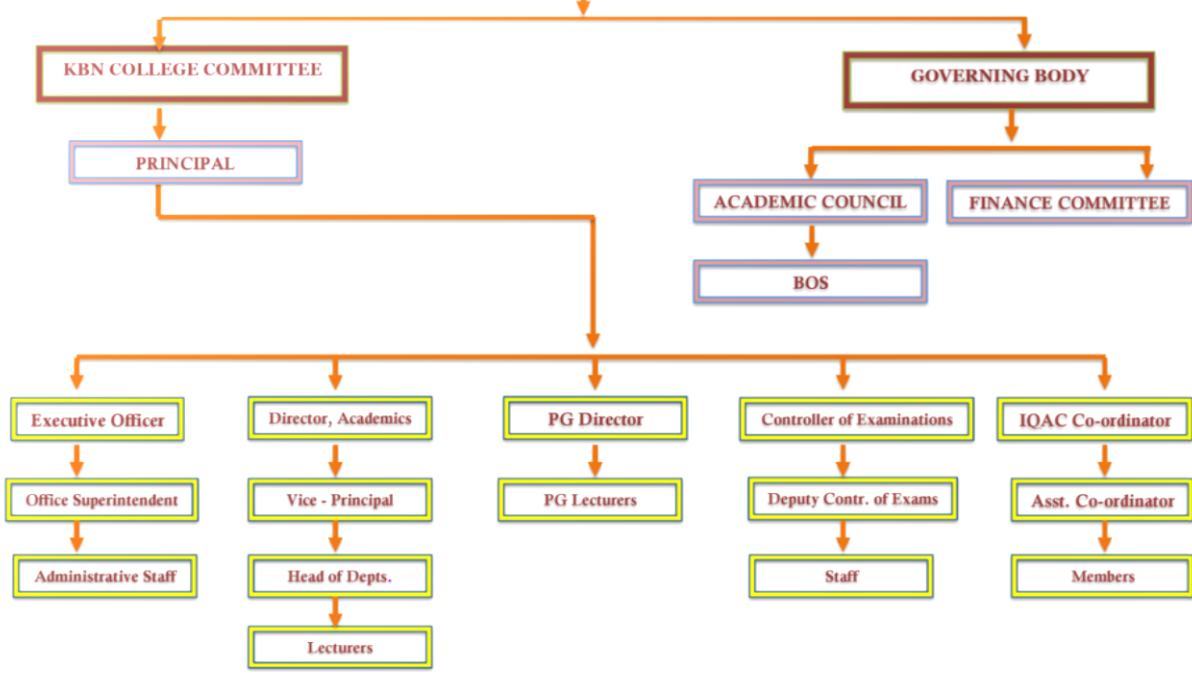 KBN COLLEGE COMMITTEE
GOVERNING BODY
PRINCIPAL
ACADEMIC COUNCIL
FINANCE COMMITTEE
BOS
Executive Officer
Director, Academics
PG Director
Controller of Examinations
IQAC Co-ordinator
Office Superintendent
Vice - Principal
PG Lecturers
Deputy Contr. of Exams
Asst. Co-ordinator
Administrative Staff
Head of Depts.
Staff
Members
Lecturers